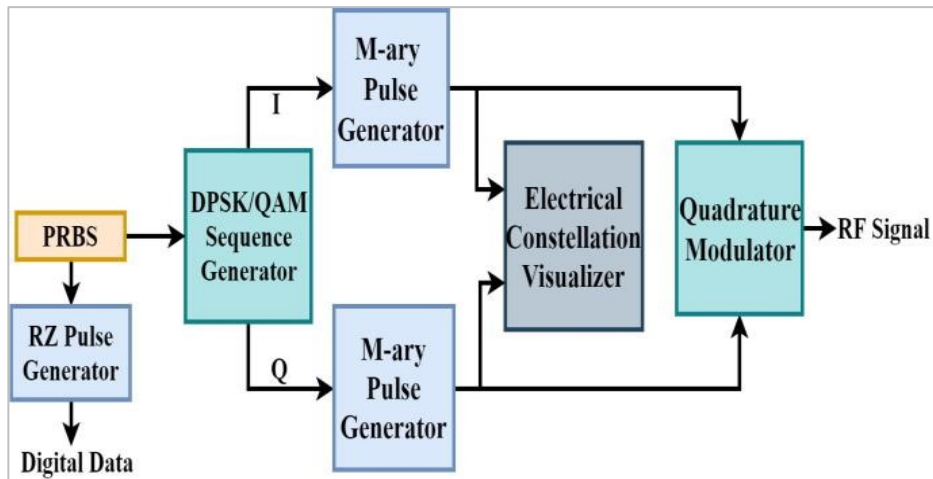 M-ary
Pulse
Generator
I
DPSK/QAM
Sequence
Generator
PRBS
Electrical
Constellation
Visualizer
Quadrature
Modulator
RF Signal
RZ Pulse
Generator
Q
M-ary
Pulse
Generator
Digital Data